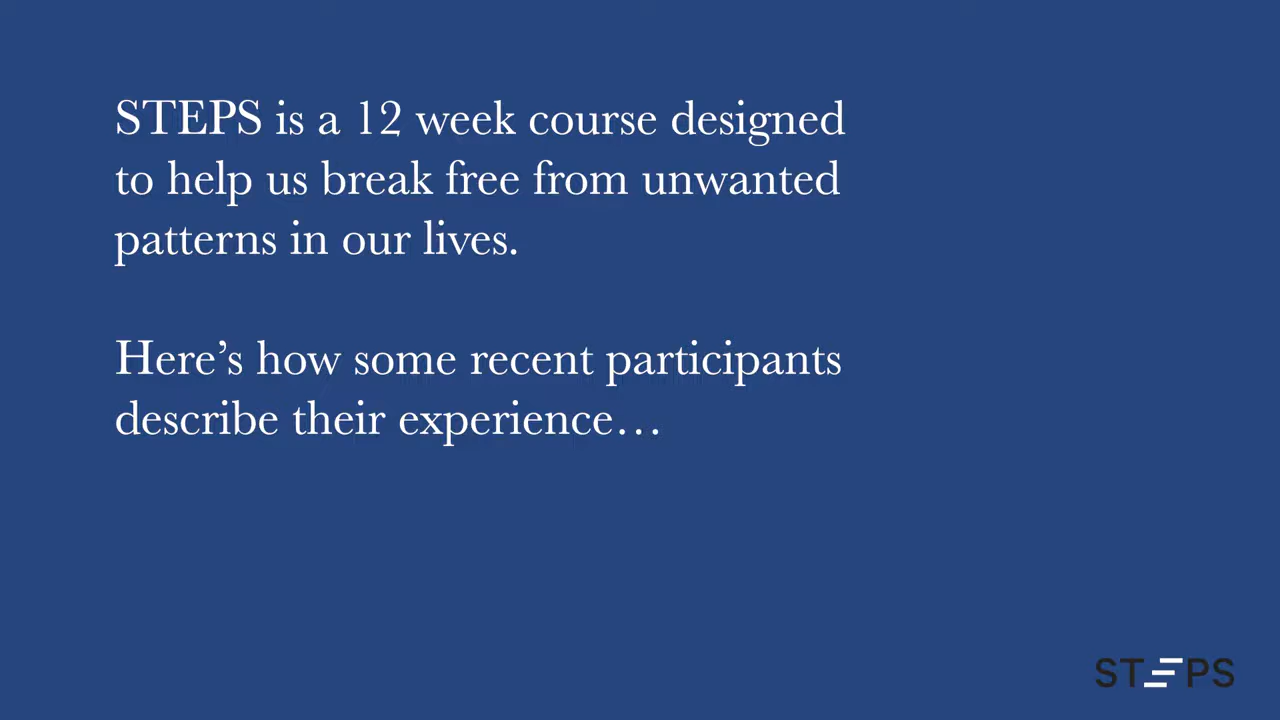 STEPS is a 12 week course designed
to help us break free from unwanted
patterns in our lives.
Here’s how some recent participants
describe their experience…
STEPS